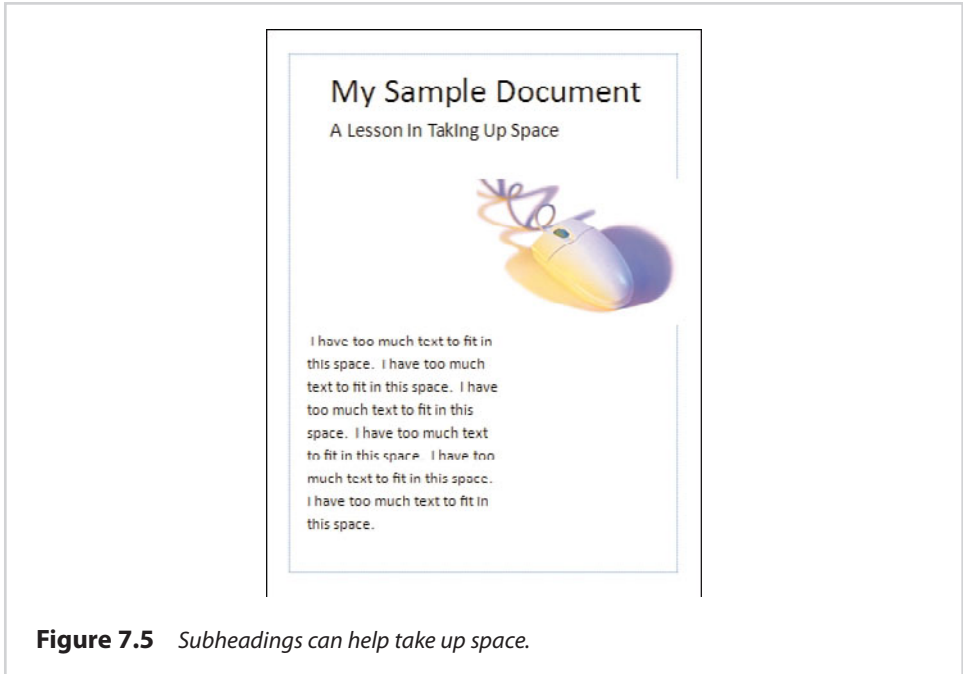 My Sample Document
A Lesson In Taking Up Space
I have too much text to fit in
this space. I have too much
text to fit in this space. I have
too much text to fit in this
space. I have too much text
to fit in this space. I have too
much text to fit in this space.
I have too much text to fit in
this space.
Figure 7.5 Subheadings can help take up space.